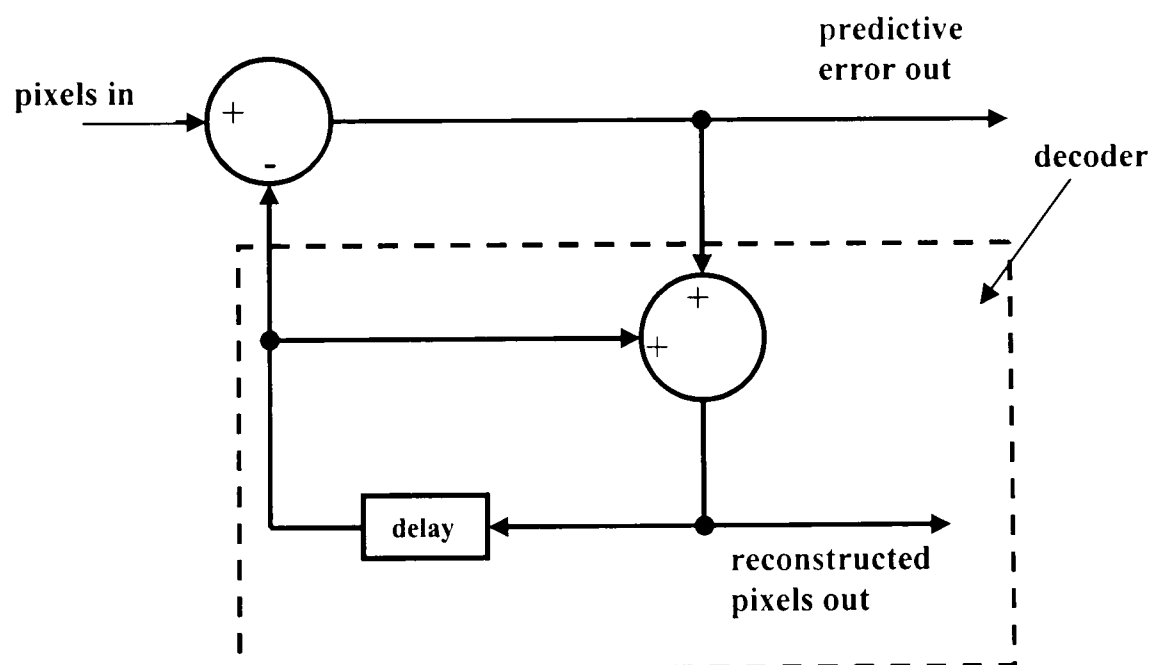 predictive
error out
pixels in
+
-
decoder
+
+
delay
reconstructed
pixels out